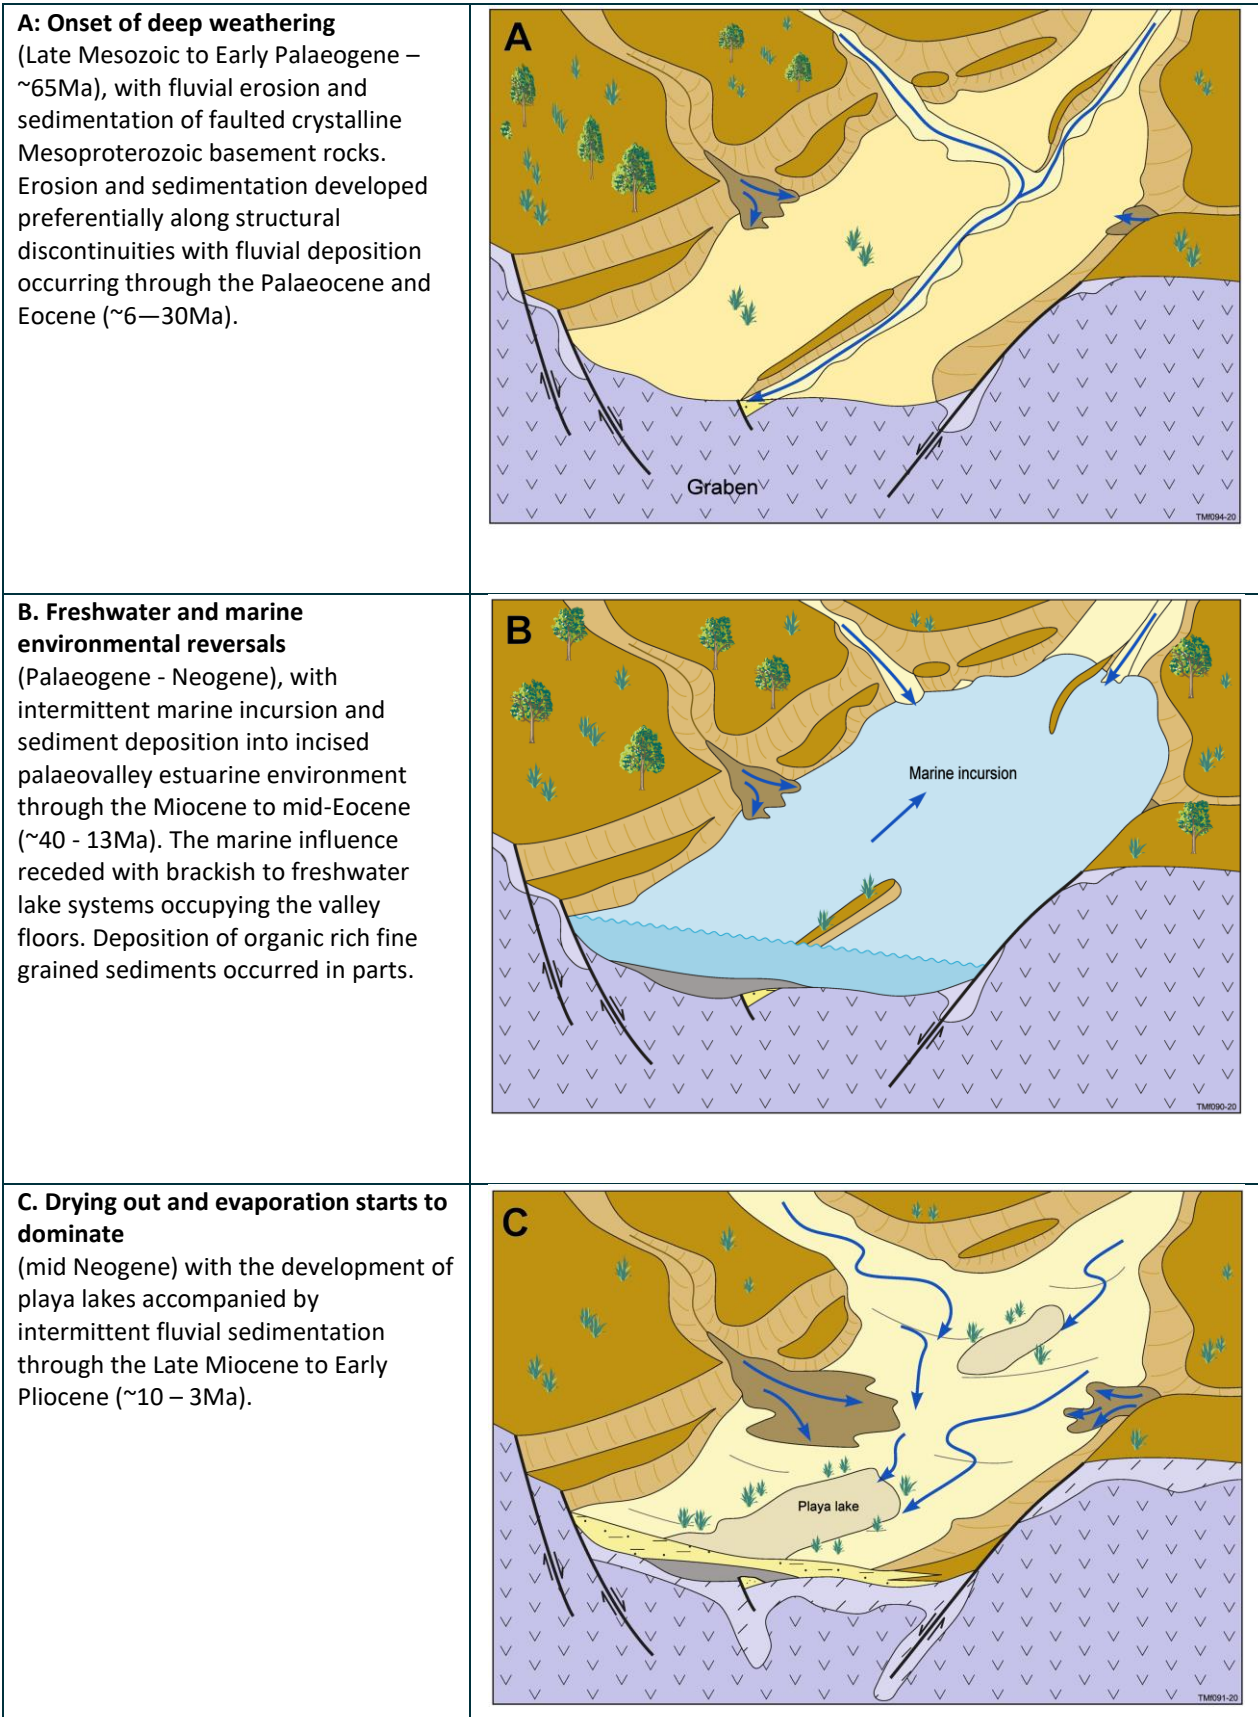 A: Onset of deep weathering
(Late Mesozoic to Early Palaeogene –
~65Ma), with fluvial erosion and
sedimentation of faulted crystalline
Mesoproterozoic basement rocks.
Erosion and sedimentation developed
preferentially along structural
discontinuities with fluvial deposition
occurring through the Palaeocene and
Eocene (~6—30Ma).
A
Graben
TMf094-20
B. Freshwater and marine
environmental reversals
(Palaeogene - Neogene), with
intermittent marine incursion and
sediment deposition into incised
palaeovalley estuarine environment
through the Miocene to mid-Eocene
(~40 - 13Ma). The marine influence
receded with brackish to freshwater
lake systems occupying the valley
floors. Deposition of organic rich fine
grained sediments occurred in parts.
B
Marine incursion
TMf090-20
C. Drying out and evaporation starts to
dominate
(mid Neogene) with the development of
playa lakes accompanied by
intermittent fluvial sedimentation
through the Late Miocene to Early
Pliocene (~10 – 3Ma).
C
Playa lake
TMf091-20